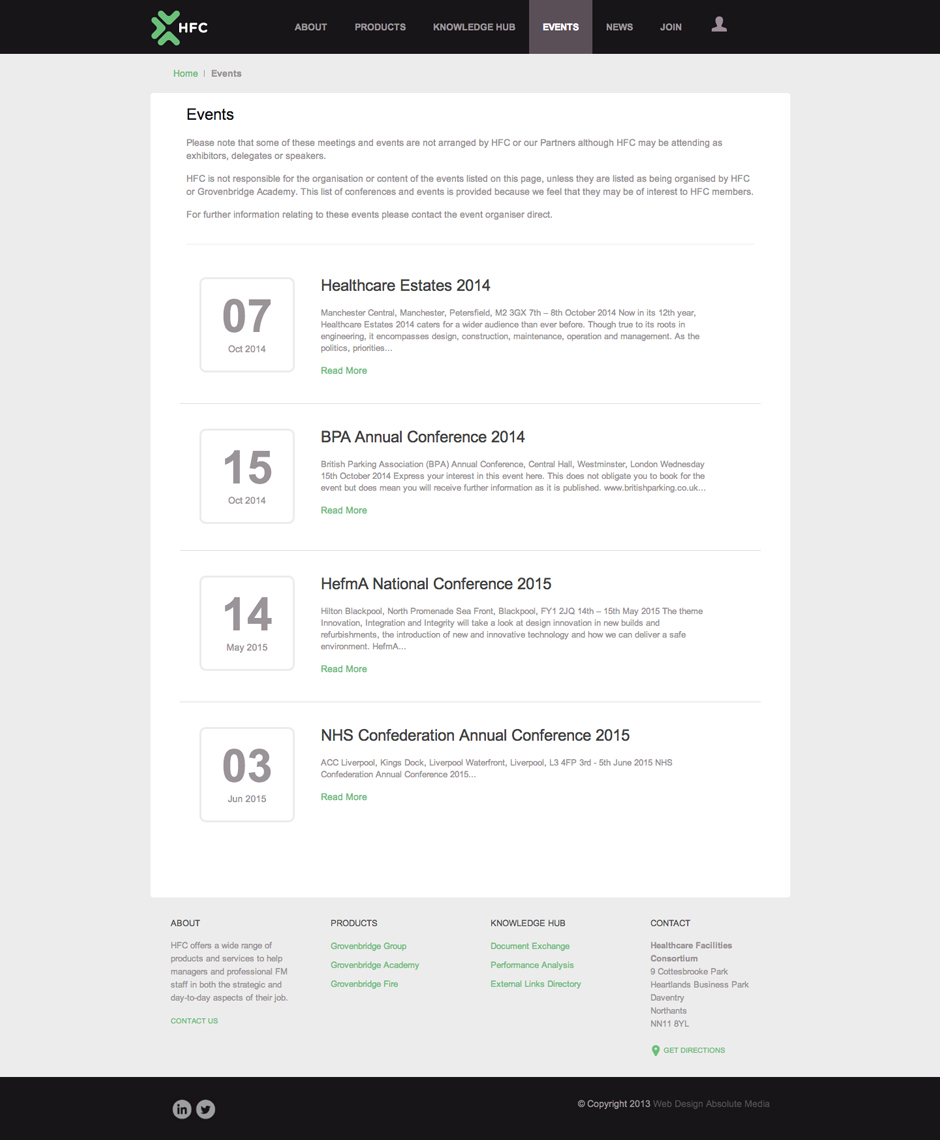 HFC
ABOUT PRODUCTS KNOWLEDGE HUB EVENTS NEWS JOIN
Home | Events
Events
Please note that some of these meetings and events are not arranged by HFC or our Partners although HFC may be attending as
exhibitors, delegates or speakers.
HFC is not responsible for the organisation or content of the events listed on this page, unless they are listed as being organised by HFC
or Grovenbridge Academy. This list of conferences and events is provided because we feel that they may be of interest to HFC members.
For further information relating to these events please contact the event organiser direct.
07
Oct 2014
Healthcare Estates 2014
Manchester Central, Manchester, Petersfield, M2 3GX 7th – 8th October 2014 Now in its 12th year,
Healthcare Estates 2014 caters for a wider audience than ever before. Though true to its roots in
engineering, it encompasses design, construction, maintenance, operation and management. As the
politics, priorities...
Read More
15
Oct 2014
BPA Annual Conference 2014
British Parking Association (BPA) Annual Conference, Central Hall, Westminster, London Wednesday
15th October 2014 Express your interest in this event here. This does not obligate you to book for the
event but does mean you will receive further information as it is published. www.britishparking.co.uk...
Read More
14
May 2015
HefmA National Conference 2015
Hilton Blackpool, North Promenade Sea Front, Blackpool, FY1 2JQ 14th – 15th May 2015 The theme
Innovation, Integration and Integrity will take a look at design innovation in new builds and
refurbishments, the introduction of new and innovative technology and how we can deliver a safe
environment. HefmA...
Read More
03
Jun 2015
NHS Confederation Annual Conference 2015
ACC Liverpool, Kings Dock, Liverpool Waterfront, Liverpool, L3 4FP 3rd - 5th June 2015 NHS
Confederation Annual Conference 2015...
Read More
ABOUT
HFC offers a wide range of
products and services to help
managers and professional FM
staff in both the strategic and
day-to-day aspects of their job.
CONTACT US
PRODUCTS
Grovenbridge Group
Grovenbridge Academy
Grovenbridge Fire
KNOWLEDGE HUB
Document Exchange
Performance Analysis
External Links Directory
CONTACT
Healthcare Facilities
Consortium
9 Cottesbrooke Park
Heartlands Business Park
Daventry
Northants
NN11 8YL
GET DIRECTIONS
in
© Copyright 2013 Web Design Absolute Media